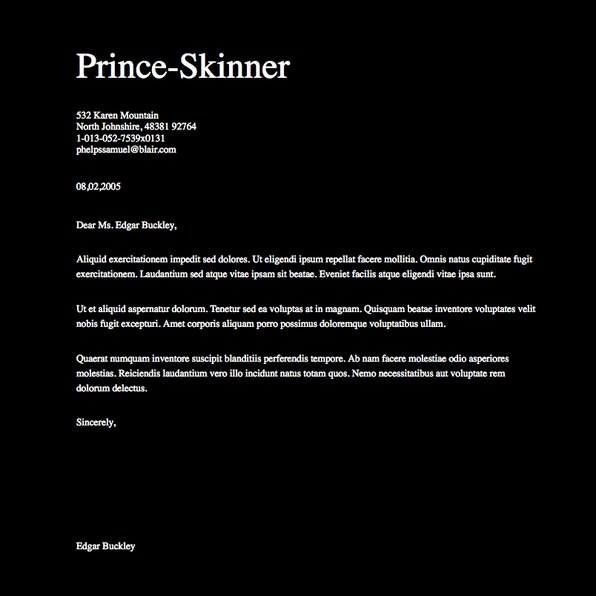 Prince-Skinner
532 Karen Mountain
North Johnshire, 48381 92764
1-013-052-7539x0131
phelpssamuel@blair.com
08,02,2005
Dear Ms. Edgar Buckley,
Aliquid exercitationem impedit sed dolores. Ut eligendi ipsum repellat facere mollitia. Omnis natus cupiditate fugit
exercitationem. Laudantium sed atque vitae ipsam sit beatae. Eveniet facilis atque eligendi vitae ipsa sunt.
Ut et aliquid aspernatur dolorum. Tenetur sed ea voluptas at in magnam. Quisquam beatae inventore voluptates velit
nobis fugit excepturi. Amet corporis aliquam porro possimus doloremque voluptatibus ullam.
Quaerat numquam inventore suscipit blanditiis perferendis tempore. Ab nam facere molestiae odio asperiores
molestias. Reiciendis laudantium vero illo incidunt natus totam quos. Nemo necessitatibus aut voluptate rem
dolorum delectus.
Sincerely,
Edgar Buckley